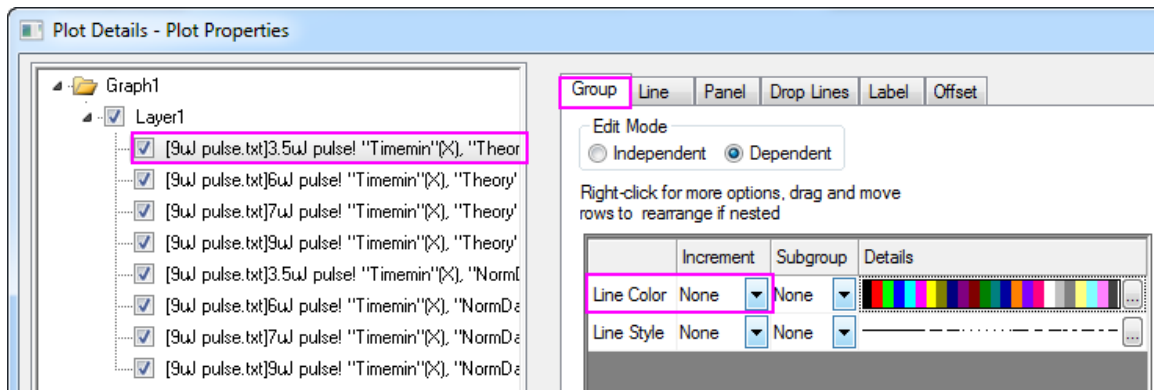 Plot Details - Plot Properties
Graph1
Layer1
[9uJ pulse.txt]3.5uJ pulse! "Timemin"(X), "Theor
[9uJ pulse.txt]6uJ pulse! "Timemin"(X), "Theory'
[9uJ pulse.txt]7uJ pulse! "Timemin"(X), "Theory'
[9uJ pulse.txt]9uJ pulse! "Timemin"(X), "Theory'
[9uJ pulse.txt]3.5uJ pulse! "Timemin"(X), "NormD
[9uJ pulse.txt]6uJ pulse! "Timemin"(X), "NormDa
[9uJ pulse.txt]7uJ pulse! "Timemin"(X), "NormDa
[9uJ pulse.txt]9uJ pulse! "Timemin"(X), "NormDa
Group Line Panel Drop Lines Label Offset
Edit Mode
Independent Dependent
Right-click for more options, drag and move
rows to rearrange if nested
Increment Subgroup Details
Line Color None None ...
Line Style None None ...